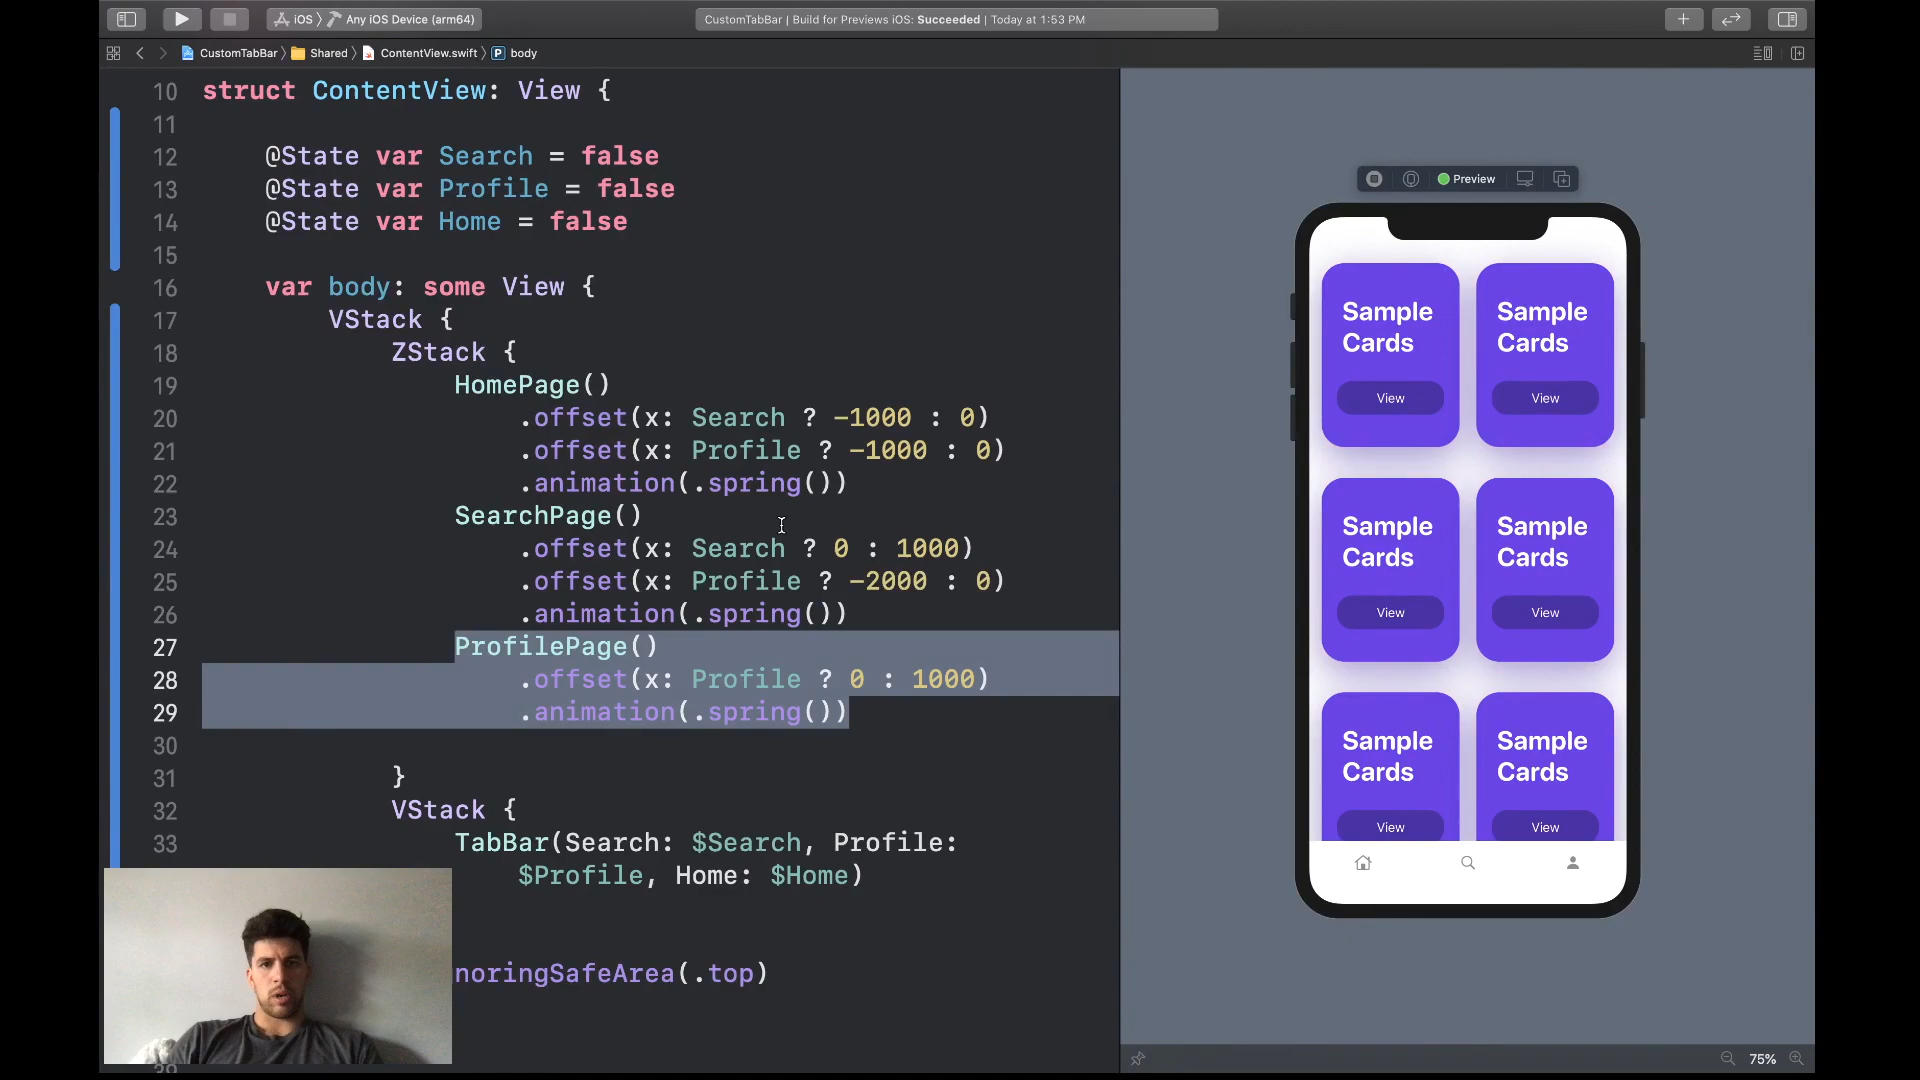 iOS
Any iOS Device (arm64)
CustomTabBar | Build for Previews iOS: Succeeded | Today at 1:53 PM
CustomTabBar
Shared
ContentView.swift
P body
10 struct ContentView: View {
11
12 @State var Search = false
13 @State var Profile = false
14 @State var Home = false
15
16 var body: some View {
17 VStack {
18 ZStack {
19 HomePage()
20 .offset(x: Search ? -1000 : 0)
21 .offset(x: Profile ? -1000 : 0)
22 .animation(.spring())
23 SearchPage()
24 .offset(x: Search ? 0 : 1000)
25 .offset(x: Profile ? -2000 : 0)
26 .animation(.spring())
27 ProfilePage()
28 .offset(x: Profile ? 0 : 1000)
29 .animation(.spring())
30
31 }
32 VStack {
33 TabBar(Search: $Search, Profile:
$Profile, Home: $Home)
noringSafeArea(.top)
Preview
Sample Cards
View
Sample Cards
View
Sample Cards
View
Sample Cards
View
Sample Cards
View
Sample Cards
View
75%